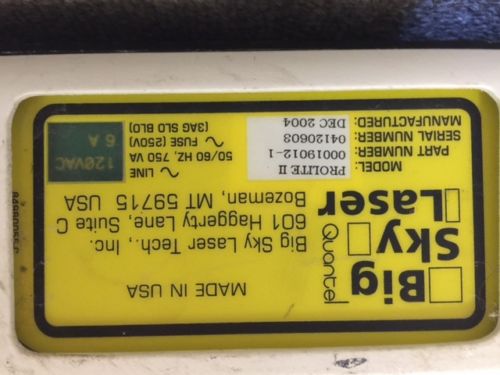 Big
Sky
Laser
Quantel
MADE IN USA
Big Sky Laser Tech., Inc.
601 Haggerty Lane, Suite C
Bozeman, MT 59715 USA
MODEL: PROLITE II
PART NUMBER: 00019012-1
SERIAL NUMBER: 04120603
MANUFACTURED: DEC 2004
~ LINE 120VAC
50/60 HZ, 750 VA
~ FUSE (250V) 6 A
(3AG SLO BLO)